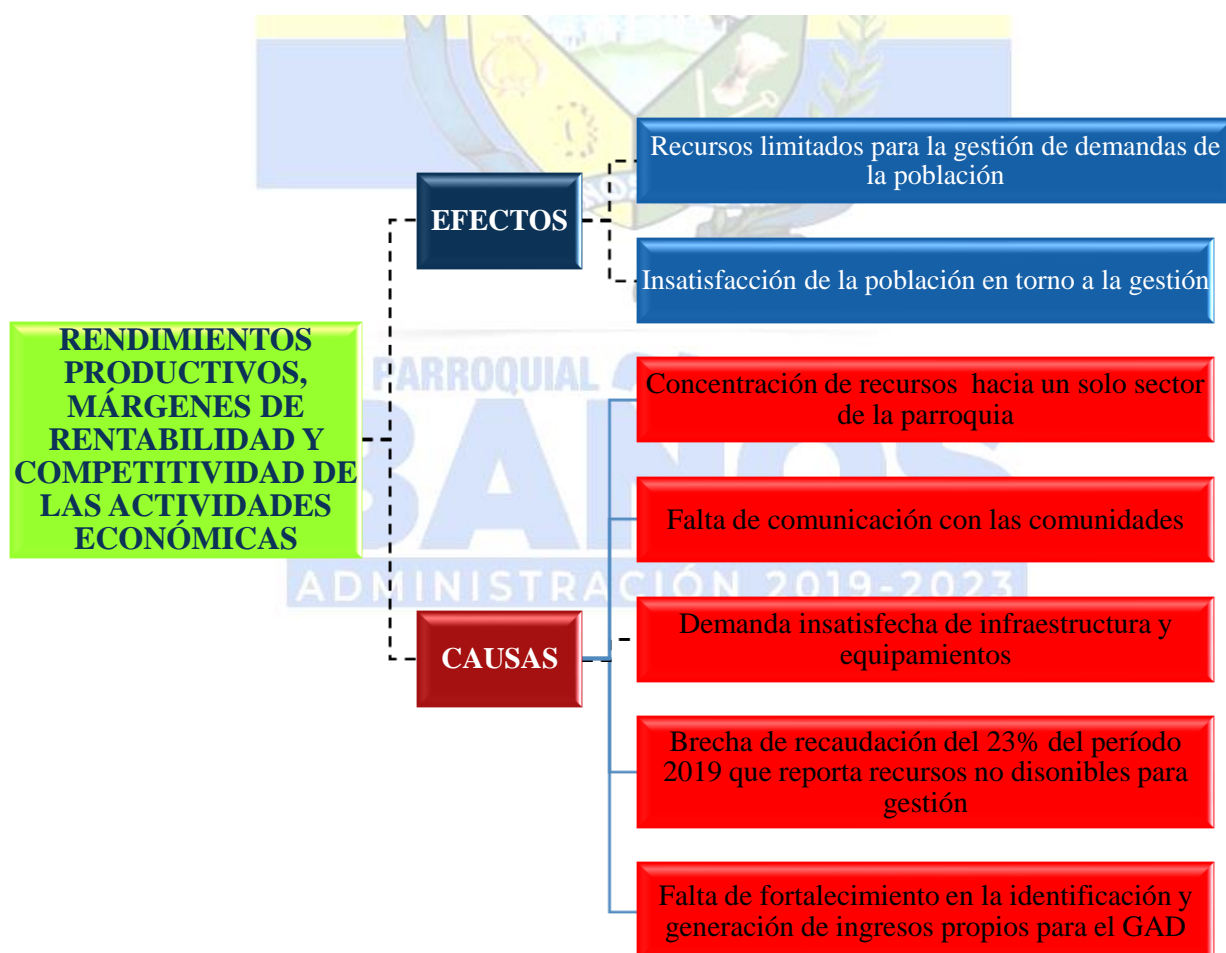 RENDIMIENTOS
PRODUCTIVOS,
MÁRGENES DE
RENTABILIDAD Y
COMPETITIVIDAD DE
LAS ACTIVIDADES
ECONÓMICAS
EFECTOS
Recursos limitados para la gestión de demandas de
la población
Insatisfacción de la población en torno a la gestión
CAUSAS
Concentración de recursos hacia un solo sector
de la parroquia
Falta de comunicación con las comunidades
Demanda insatisfecha de infraestructura y
equipamientos
Brecha de recaudación del 23% del período
2019 que reporta recursos no disonibles para
gestión
Falta de fortalecimiento en la identificación y
generación de ingresos propios para el GAD
PARROQUIAL
BAÑOS
ADMINISTRACIÓN 2019-2023